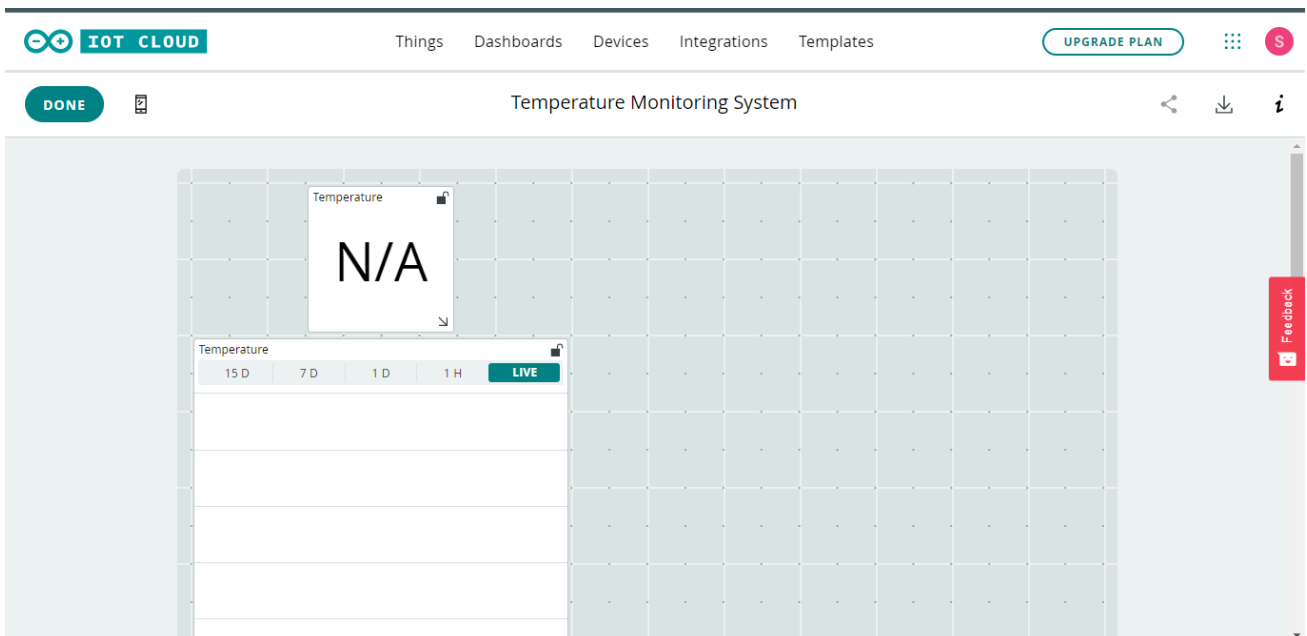 IOT CLOUD Things Dashboards Devices Integrations Templates UPGRADE PLAN S
DONE Temperature Monitoring System i
Temperature
N/A
Temperature
15 D 7 D 1 D 1 H LIVE
Feedback